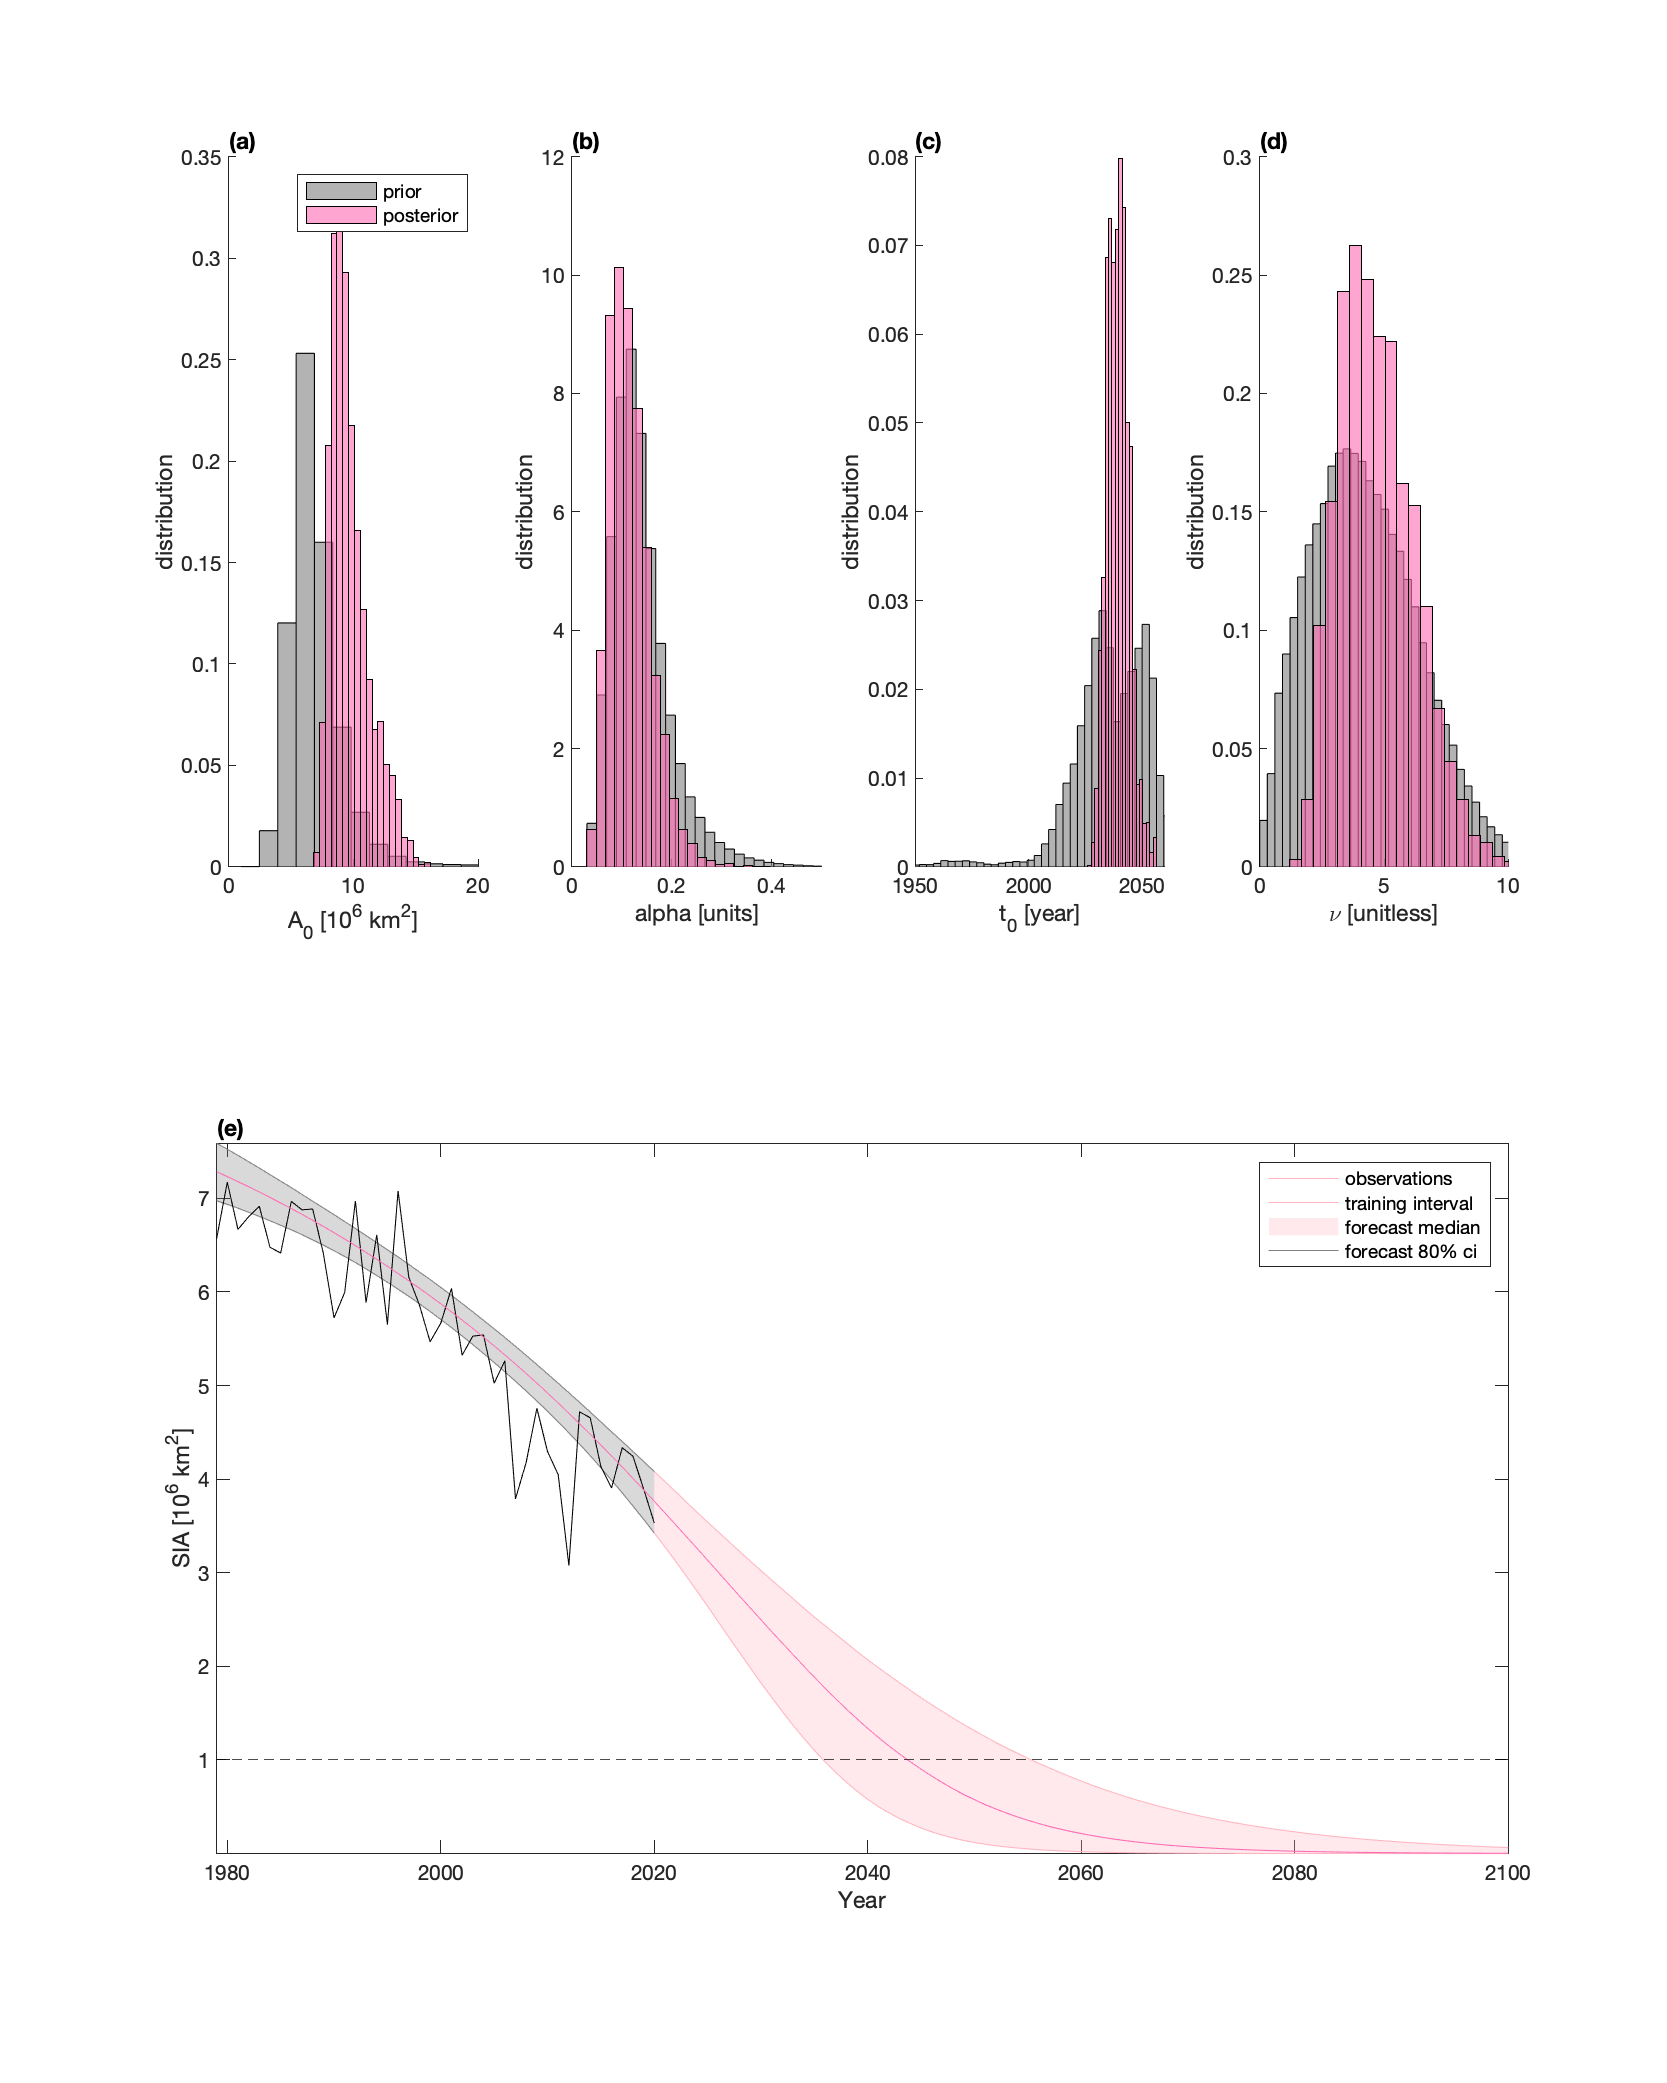 (a)
0.35
0.3
0.25
0.2
0.15
0.1
0.05
0
0 10 20
distribution
A0 [10^6 km^2]
prior
posterior
(b)
12
10
8
6
4
2
0
0 0.2 0.4
distribution
alpha [units]
(c)
0.08
0.07
0.06
0.05
0.04
0.03
0.02
0.01
0
1950 2000 2050
distribution
t0 [year]
(d)
0.3
0.25
0.2
0.15
0.1
0.05
0
0 5 10
distribution
ν [unitless]
(e)
7
6
5
4
3
2
1
SIA [10^6 km^2]
observations
training interval
forecast median
forecast 80% ci
1980 2000 2020 2040 2060 2080 2100
Year